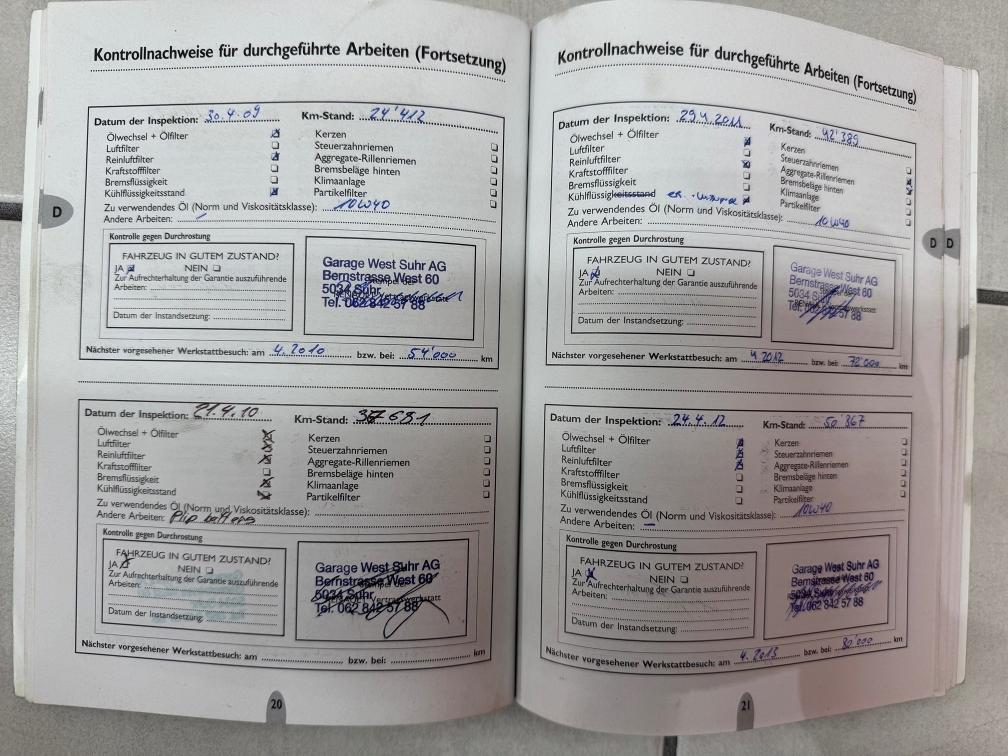 Kontrollnachweise für durchgeführte Arbeiten (Fortsetzung)
Datum der Inspektion: 30.4.09 Km-Stand: 24'412
Ölwechsel + Ölfilter Kerzen
Luftfilter Steuerzahnriemen
Reinluftfilter Aggregate-Rillenriemen
Kraftstofffilter Bremsbeläge hinten
Bremsflüssigkeit Klimaanlage
Kühlflüssigkeitsstand Partikelfilter
Zu verwendendes Öl (Norm und Viskositätsklasse): 10W40
Andere Arbeiten:
Kontrolle gegen Durchrostung
FAHRZEUG IN GUTEM ZUSTAND?
JA NEIN
Zur Aufrechterhaltung der Garantie auszuführende
Arbeiten:
Datum der Instandsetzung:
Garage West Suhr AG
Bernstrasse West 60
5034 Suhr
Tel. 062 842 57 88
Nächster vorgesehener Werkstattbesuch: am 4.2010 bzw. bei: 54'000 km
Datum der Inspektion: 21.4.10 Km-Stand: 37681
Ölwechsel + Ölfilter Kerzen
Luftfilter Steuerzahnriemen
Reinluftfilter Aggregate-Rillenriemen
Kraftstofffilter Bremsbeläge hinten
Bremsflüssigkeit Klimaanlage
Kühlflüssigkeitsstand Partikelfilter
Zu verwendendes Öl (Norm und Viskositätsklasse):
Andere Arbeiten:
Kontrolle gegen Durchrostung
FAHRZEUG IN GUTEM ZUSTAND?
JA NEIN
Zur Aufrechterhaltung der Garantie auszuführende
Arbeiten:
Datum der Instandsetzung:
Garage West Suhr AG
Bernstrasse West 60
5034 Suhr
Tel. 062 842 57 88
Nächster vorgesehener Werkstattbesuch: am bzw. bei: km
20
D
Kontrollnachweise für durchgeführte Arbeiten (Fortsetzung)
Datum der Inspektion: 29.4.2011 Km-Stand: 42'389
Ölwechsel + Ölfilter Kerzen
Luftfilter Steuerzahnriemen
Reinluftfilter Aggregate-Rillenriemen
Kraftstofffilter Bremsbeläge hinten
Bremsflüssigkeit Klimaanlage
Kühlflüssigkeitsstand Partikelfilter
Zu verwendendes Öl (Norm und Viskositätsklasse): 10W40
Andere Arbeiten:
Kontrolle gegen Durchrostung
FAHRZEUG IN GUTEM ZUSTAND?
JA NEIN
Zur Aufrechterhaltung der Garantie auszuführende
Arbeiten:
Datum der Instandsetzung:
Garage West Suhr AG
Bernstrasse West 60
5034 Suhr
Tel. 062 842 57 88
Nächster vorgesehener Werkstattbesuch: am 4.2012 bzw. bei: 72'000 km
Datum der Inspektion: 24.4.12 Km-Stand: 50'367
Ölwechsel + Ölfilter Kerzen
Luftfilter Steuerzahnriemen
Reinluftfilter Aggregate-Rillenriemen
Kraftstofffilter Bremsbeläge hinten
Bremsflüssigkeit Klimaanlage
Kühlflüssigkeitsstand Partikelfilter
Zu verwendendes Öl (Norm und Viskositätsklasse): 10W40
Andere Arbeiten:
Kontrolle gegen Durchrostung
FAHRZEUG IN GUTEM ZUSTAND?
JA NEIN
Zur Aufrechterhaltung der Garantie auszuführende
Arbeiten:
Datum der Instandsetzung:
Garage West Suhr AG
Bernstrasse West 60
5034 Suhr
Tel. 062 842 57 88
Nächster vorgesehener Werkstattbesuch: am 4.2013 bzw. bei: 80'000 km
21
D D